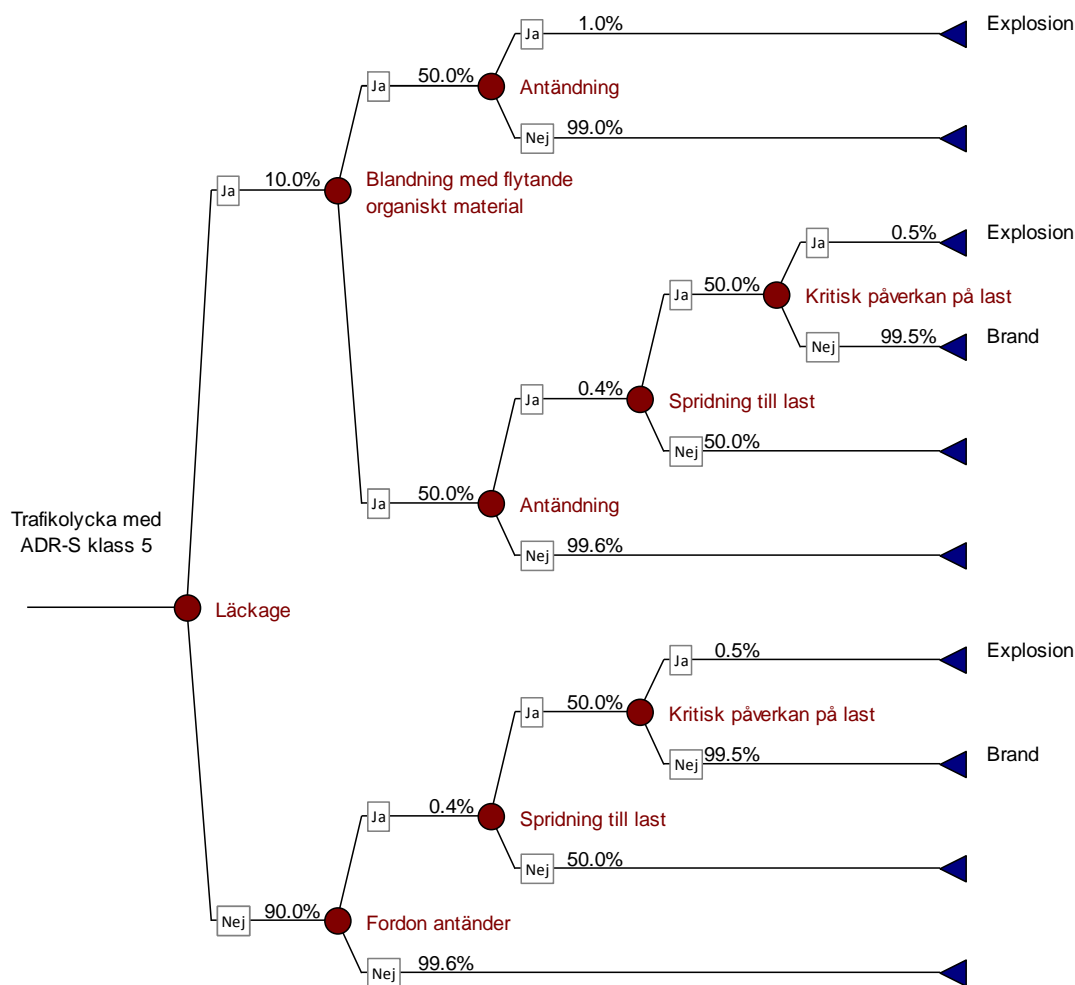 Ja 1.0% Explosion
Ja 50.0% Antändning
Nej 99.0%
Ja 10.0% Blandning med flytande
organiskt material
Ja 0.5% Explosion
Ja 50.0% Kritisk påverkan på last
Nej 99.5% Brand
Ja 0.4% Spridning till last
Nej 50.0%
Ja 50.0% Antändning
Trafikolycka med
ADR-S klass 5
Nej 99.6%
Läckage
Ja 0.5% Explosion
Ja 50.0% Kritisk påverkan på last
Nej 99.5% Brand
Ja 0.4% Spridning till last
Nej 50.0%
Nej 90.0% Fordon antänder
Nej 99.6%